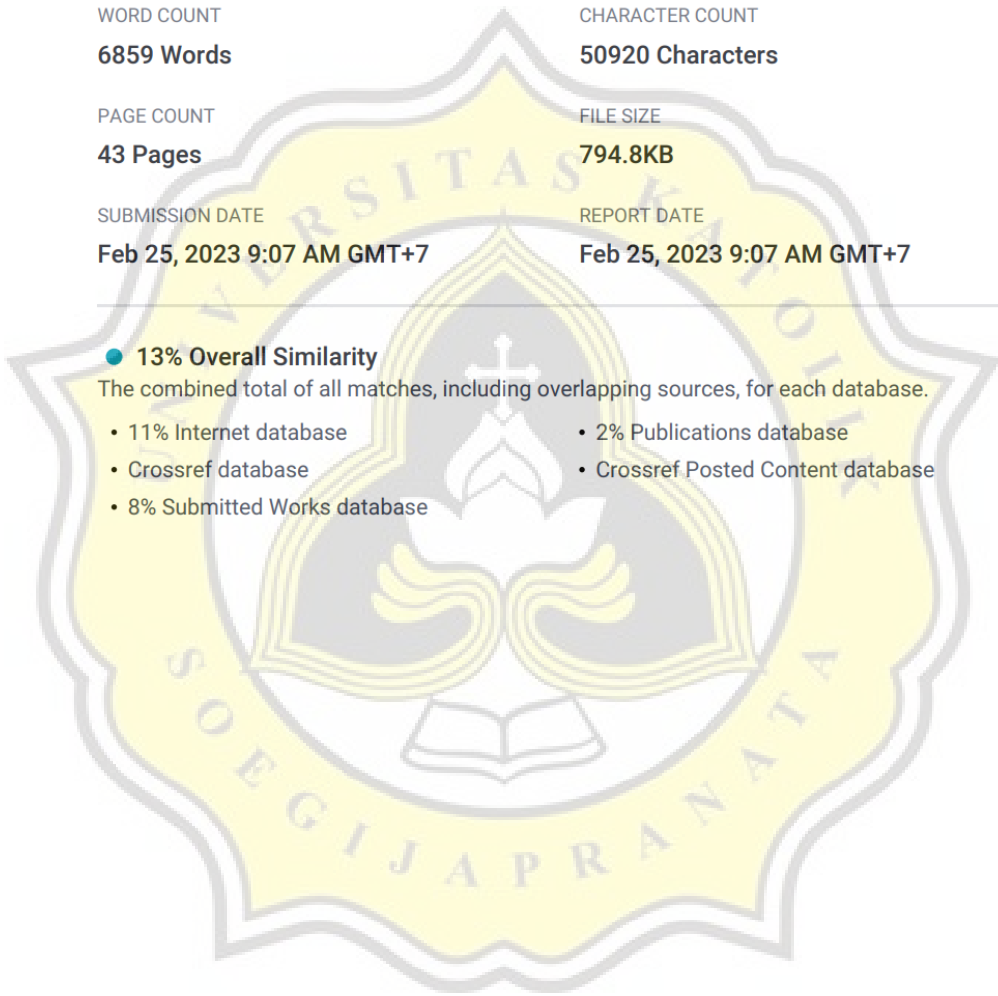 WORD COUNT
6859 Words
CHARACTER COUNT
50920 Characters
PAGE COUNT
43 Pages
FILE SIZE
794.8KB
SUBMISSION DATE
Feb 25, 2023 9:07 AM GMT+7
REPORT DATE
Feb 25, 2023 9:07 AM GMT+7
13% Overall Similarity
The combined total of all matches, including overlapping sources, for each database.
• 11% Internet database
• Crossref database
• 8% Submitted Works database
• 2% Publications database
• Crossref Posted Content database
UNIVERSITAS KATOLIK
SOEGIJAPRANATA